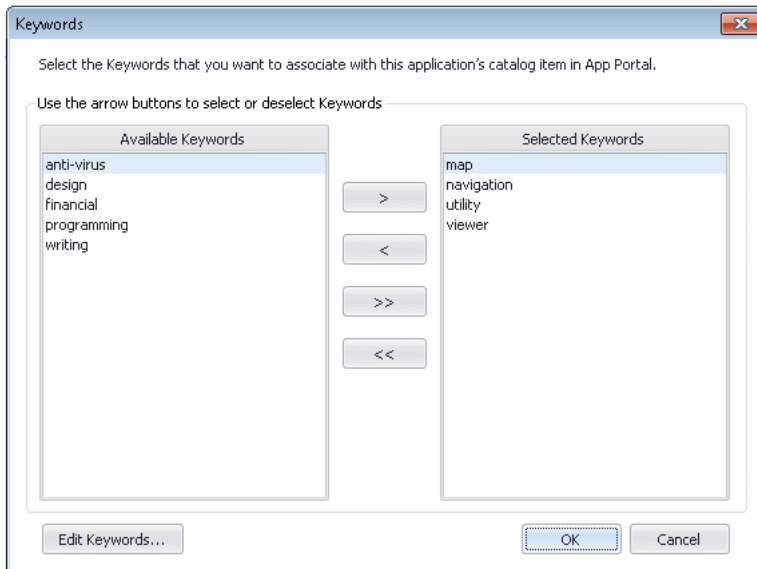 Keywords
Select the Keywords that you want to associate with this application's catalog item in App Portal.
Use the arrow buttons to select or deselect Keywords
Available Keywords
anti-virus
design
financial
programming
writing
>
<
>>
<<
Selected Keywords
map
navigation
utility
viewer
Edit Keywords...
OK
Cancel